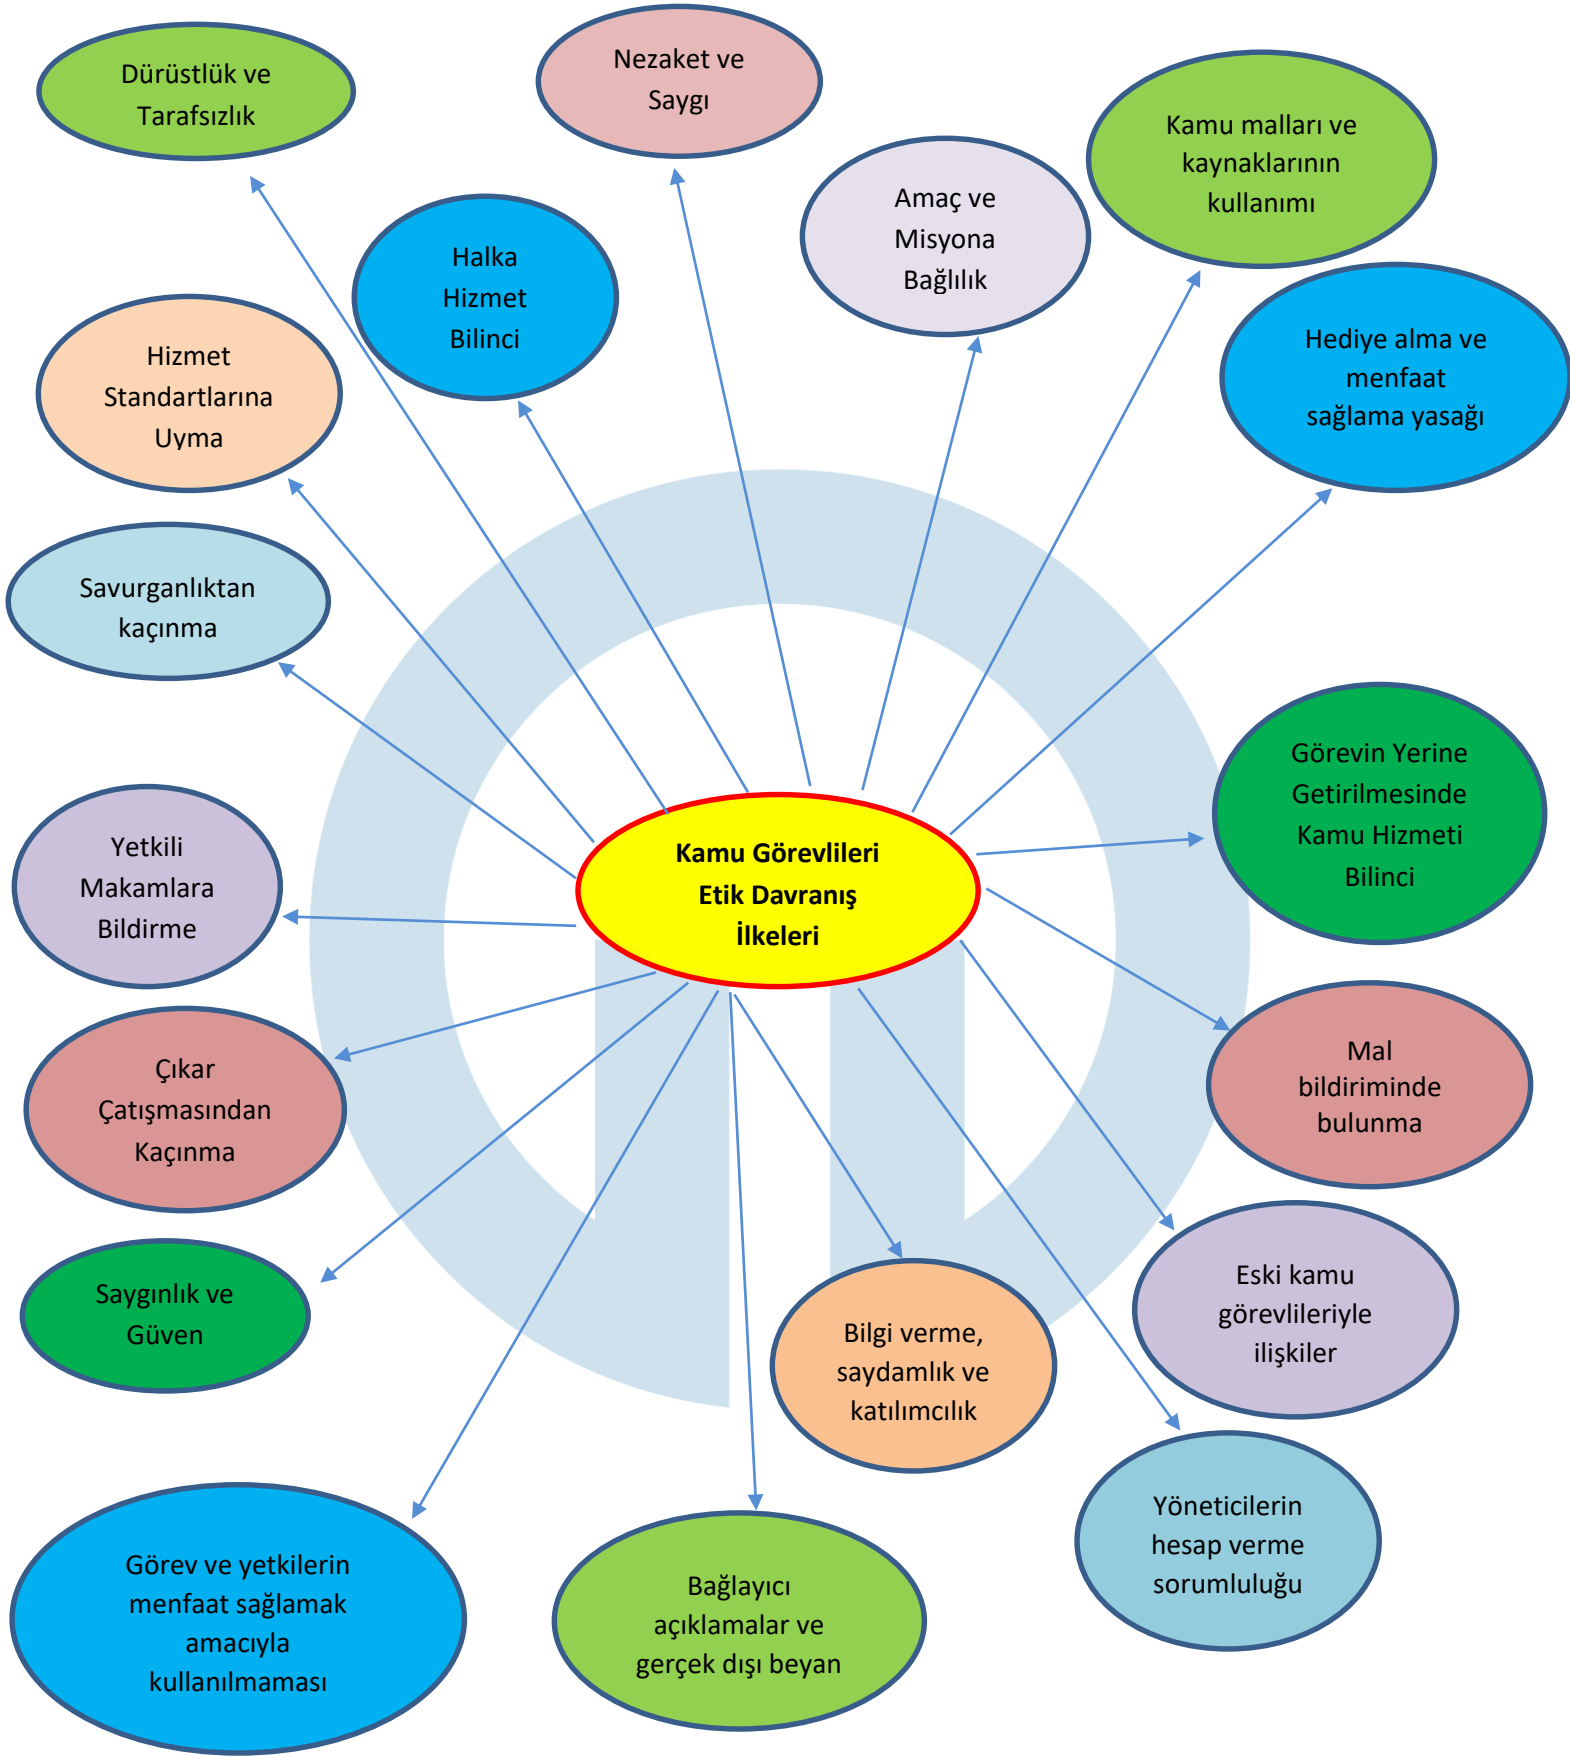 Dürüstlük ve
Tarafsızlık
Nezaket ve
Saygı
Kamu malları ve
kaynaklarının
kullanımı
Amaç ve
Misyona
Bağlılık
Halka
Hizmet
Bilinci
Hediye alma ve
menfaat
sağlama yasağı
Hizmet
Standartlarına
Uyma
Savurganlıktan
kaçınma
Görevin Yerine
Getirilmesinde
Kamu Hizmeti
Bilinci
Yetkili
Makamlara
Bildirme
Kamu Görevlileri
Etik Davranış
İlkeleri
Mal
bildiriminde
bulunma
Çıkar
Çatışmasından
Kaçınma
Eski kamu
görevlileriyle
ilişkiler
Saygınlık ve
Güven
Bilgi verme,
saydamlık ve
katılımcılık
Yöneticilerin
hesap verme
sorumluluğu
Görev ve yetkilerin
menfaat sağlamak
amacıyla
kullanılmaması
Bağlayıcı
açıklamalar ve
gerçek dışı beyan